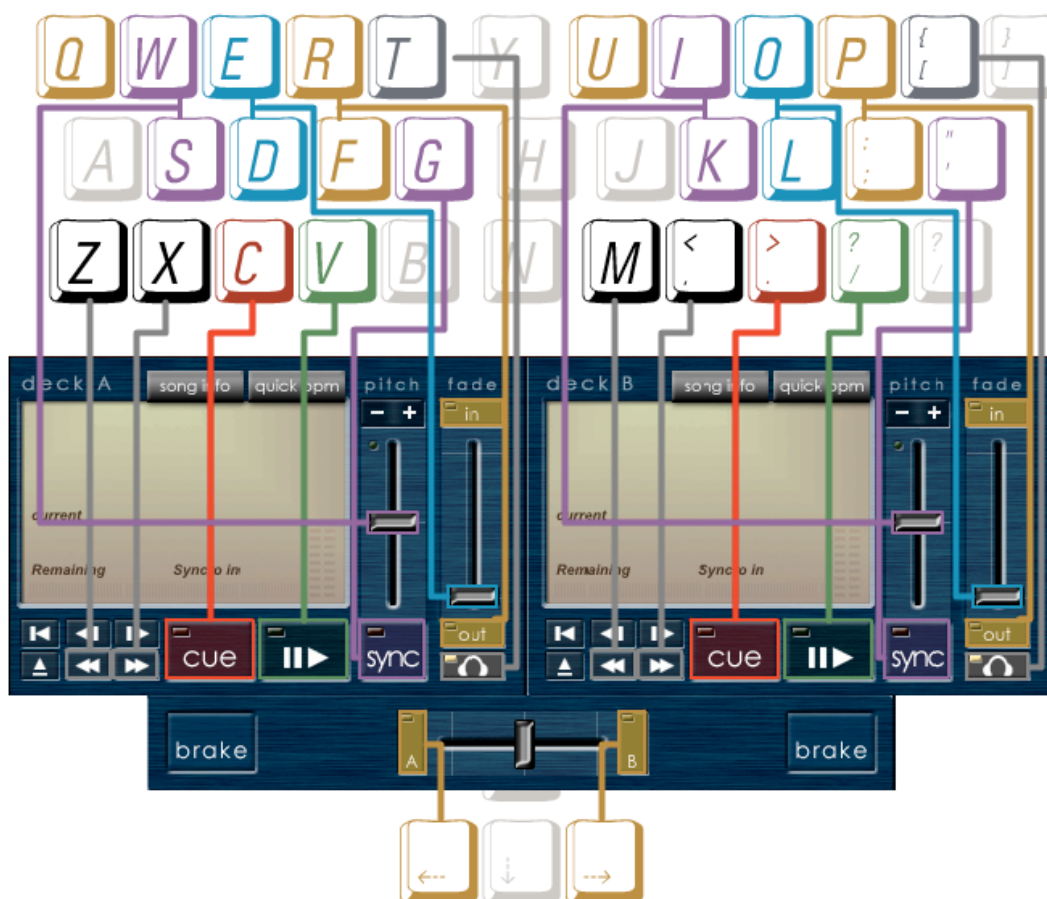 Q W E R T Y U I O P { [ } ]
A S D F G H J K L : ; " '
Z X C V B N M < , > . ? / ? /
deck A song info quick bpm pitch fade deck B song info quick bpm pitch fade
− + in − + in
current current
Remaining Sync to in Remaining Sync to in
out out
cue sync cue sync
brake A B brake